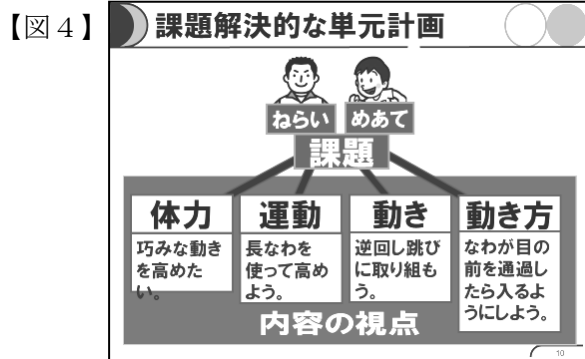 【図４】
課題解決的な単元計画
ねらい めあて
課題
体力
巧みな動き
を高めた
い。
運動
長なわを
使って高め
よう。
動き
逆回し跳び
に取り組も
う。
動き方
なわが目の
前を通過し
たら入るよ
うにしよう。
内容の視点
10